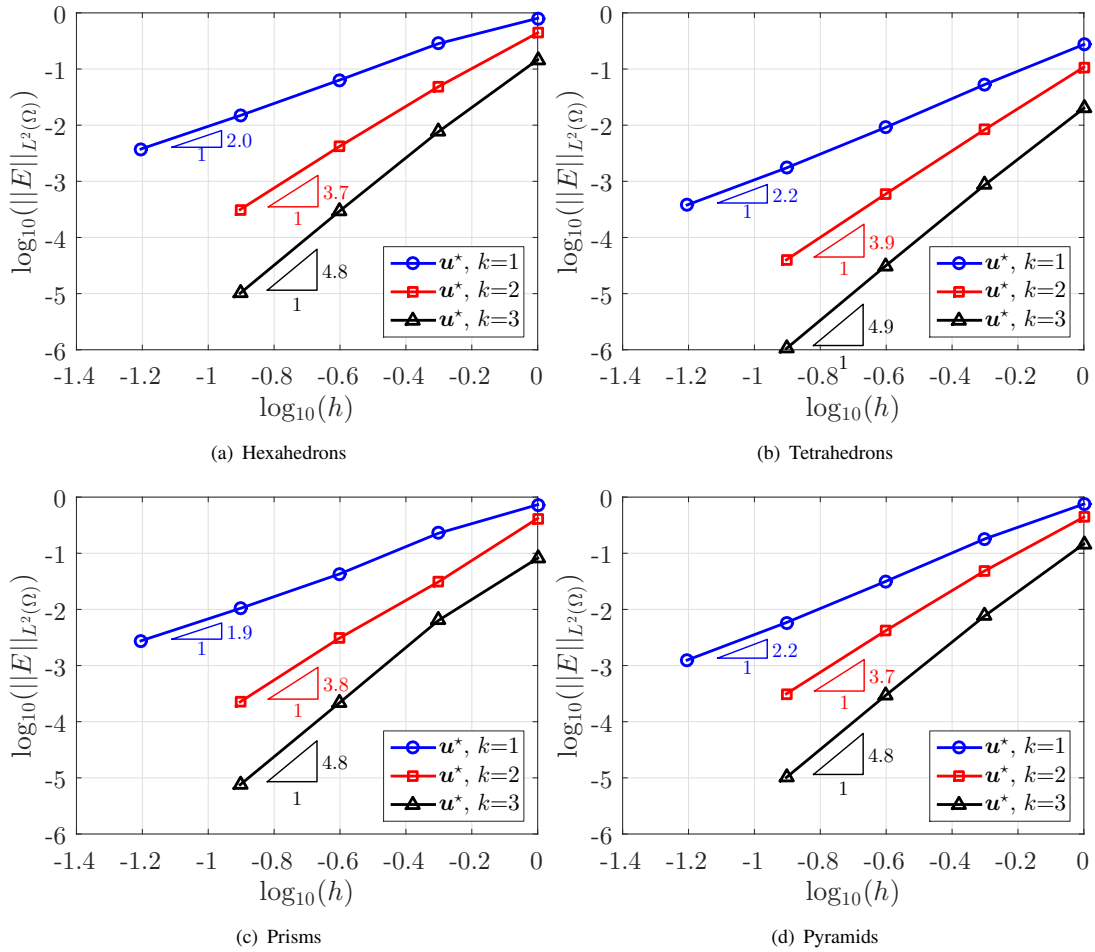 0
-1
-2
-3
-4
-5
-6
log₁₀(||E||_{L²(Ω)})
2.0
1
3.7
1
4.8
1
u⋆, k=1
u⋆, k=2
u⋆, k=3
-1.4 -1.2 -1 -0.8 -0.6 -0.4 -0.2 0
log₁₀(h)
(a) Hexahedrons
0
-1
-2
-3
-4
-5
-6
log₁₀(||E||_{L²(Ω)})
2.2
1
3.9
1
4.9
1
u⋆, k=1
u⋆, k=2
u⋆, k=3
-1.4 -1.2 -1 -0.8 -0.6 -0.4 -0.2 0
log₁₀(h)
(b) Tetrahedrons
0
-1
-2
-3
-4
-5
-6
log₁₀(||E||_{L²(Ω)})
1.9
1
3.8
1
4.8
1
u⋆, k=1
u⋆, k=2
u⋆, k=3
-1.4 -1.2 -1 -0.8 -0.6 -0.4 -0.2 0
log₁₀(h)
(c) Prisms
0
-1
-2
-3
-4
-5
-6
log₁₀(||E||_{L²(Ω)})
2.2
1
3.7
1
4.8
1
u⋆, k=1
u⋆, k=2
u⋆, k=3
-1.4 -1.2 -1 -0.8 -0.6 -0.4 -0.2 0
log₁₀(h)
(d) Pyramids